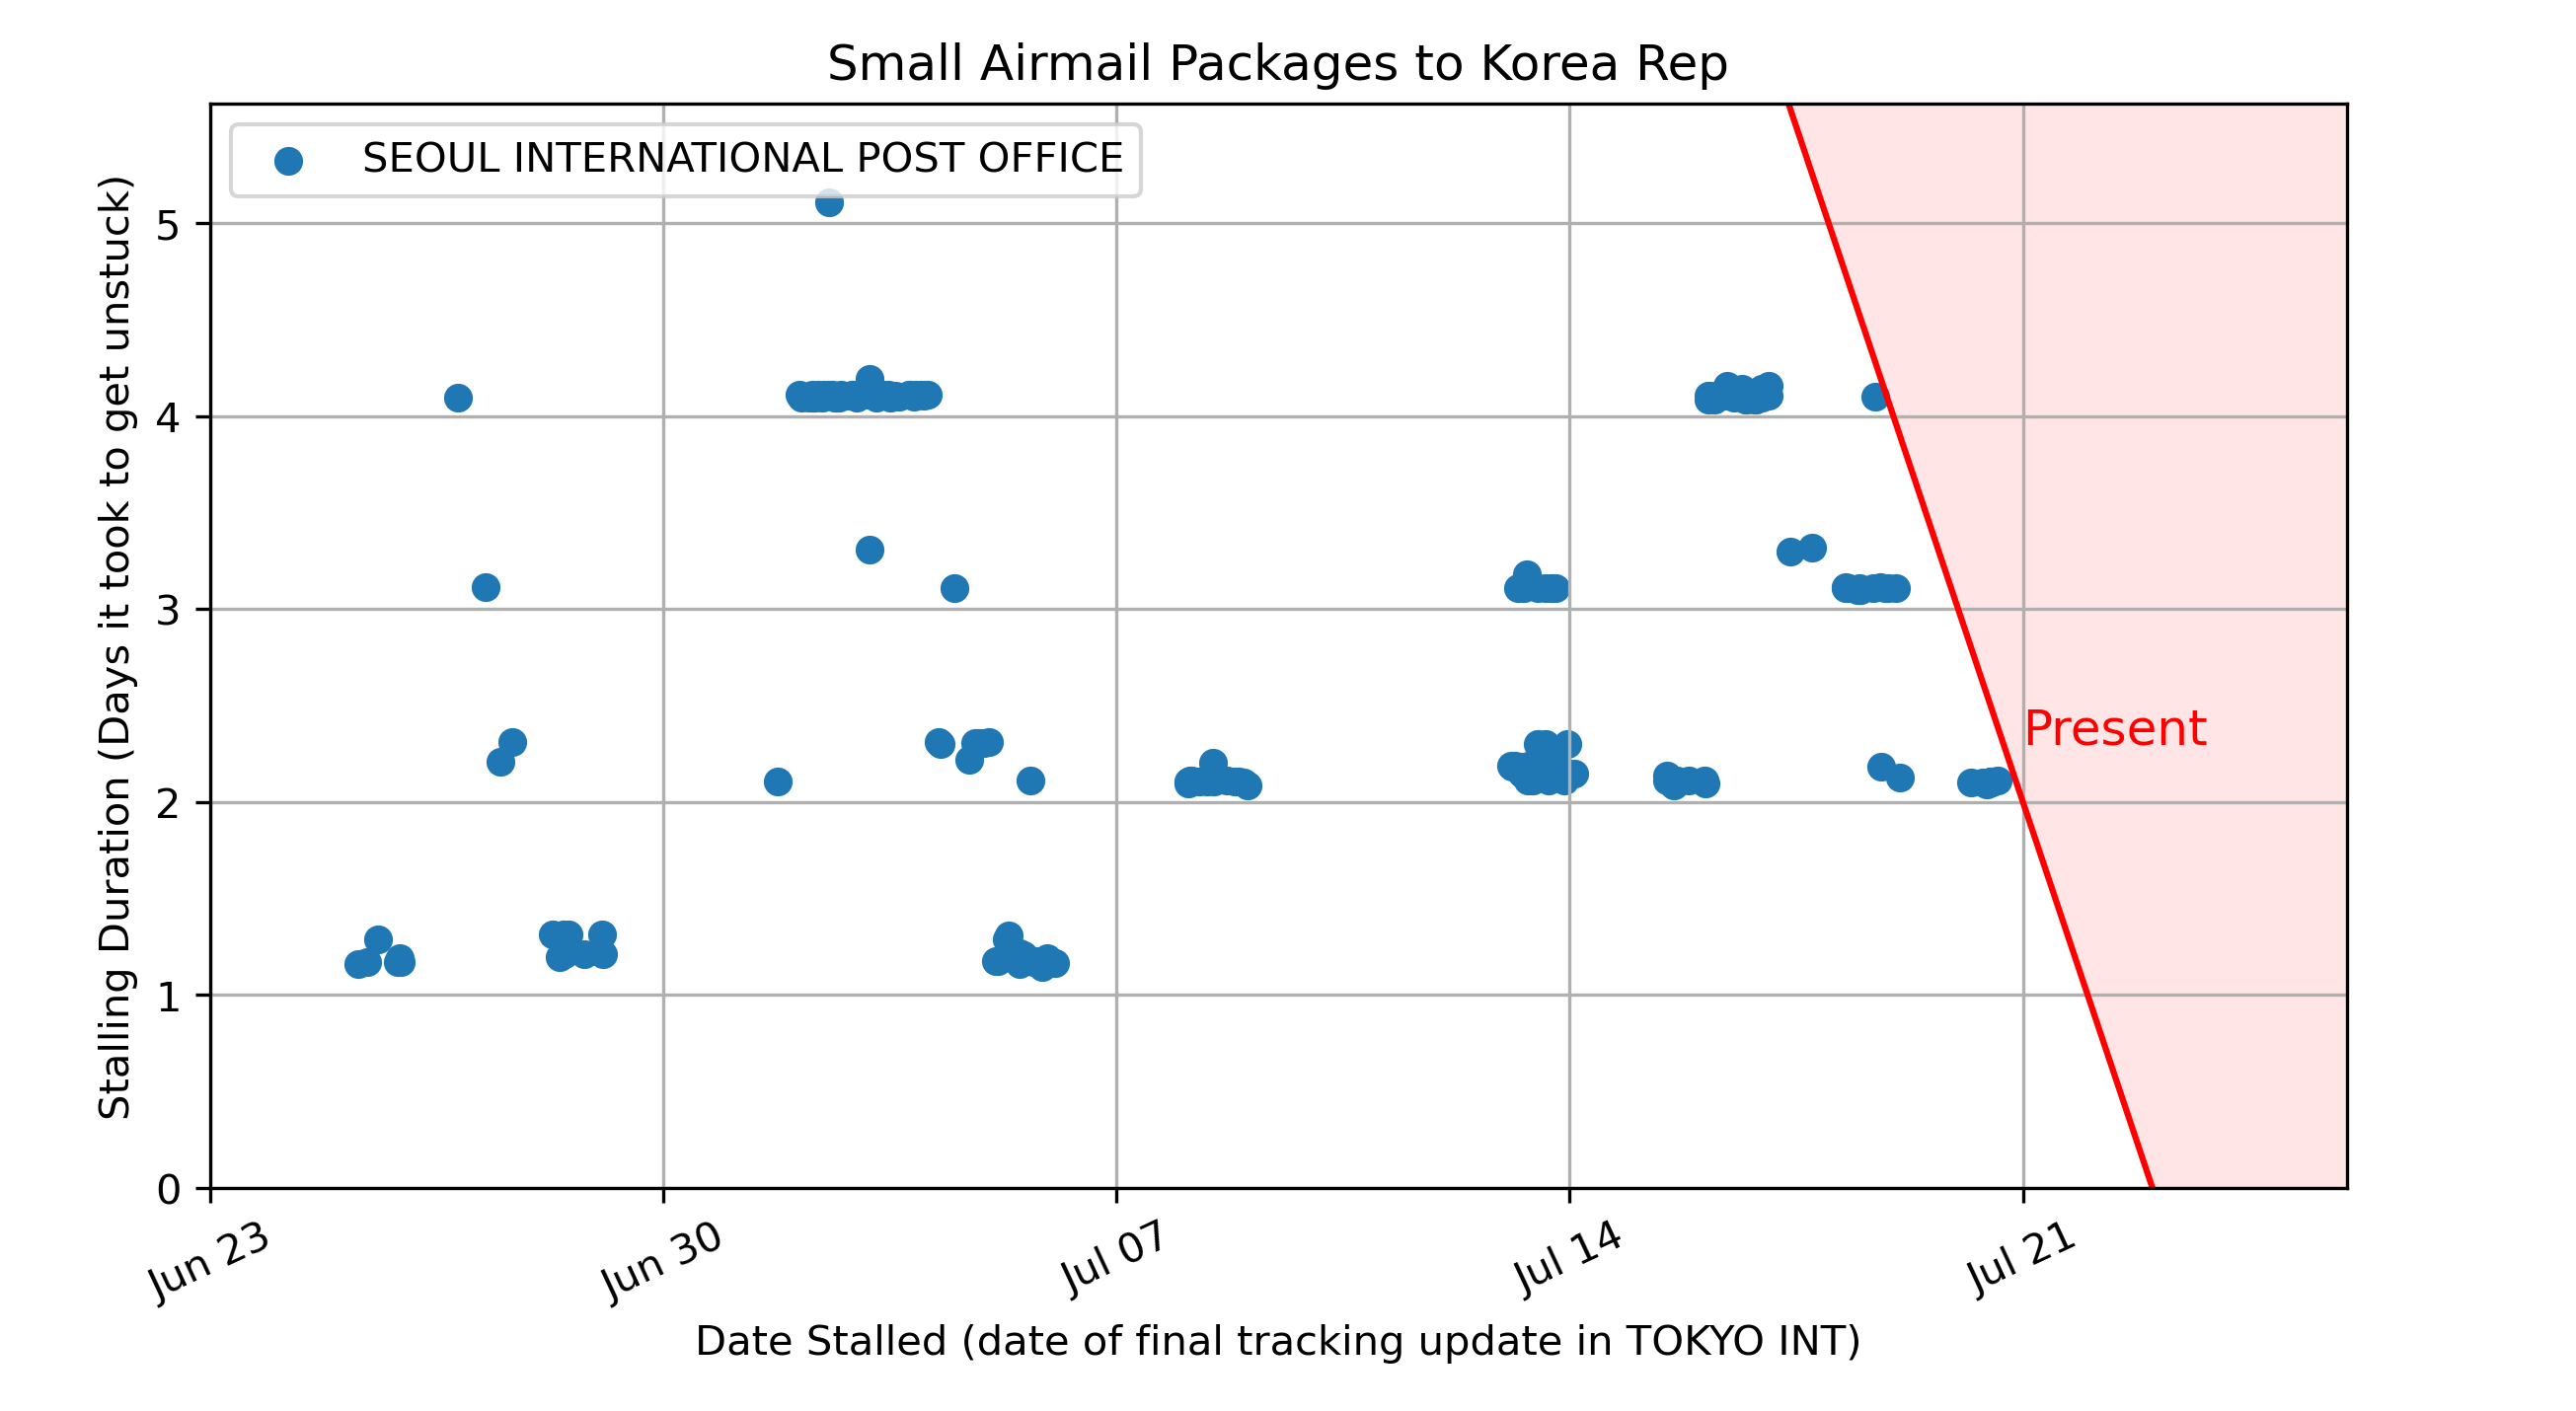 Small Airmail Packages to Korea Rep
SEOUL INTERNATIONAL POST OFFICE
Stalling Duration (Days it took to get unstuck)
5
4
3
2
1
0
Present
Jun 23
Jun 30
Jul 07
Jul 14
Jul 21
Date Stalled (date of final tracking update in TOKYO INT)